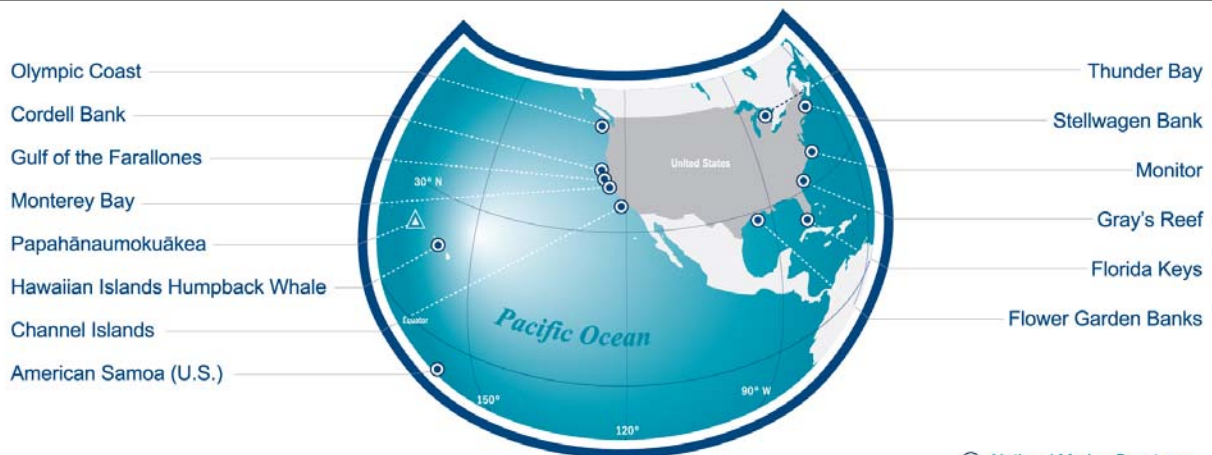 Olympic Coast
Cordell Bank
Gulf of the Farallones
Monterey Bay
Papahānaumokuākea
Hawaiian Islands Humpback Whale
Channel Islands
American Samoa (U.S.)
30° N
United States
Equator
Pacific Ocean
150°
120°
90° W
Thunder Bay
Stellwagen Bank
Monitor
Gray’s Reef
Florida Keys
Flower Garden Banks